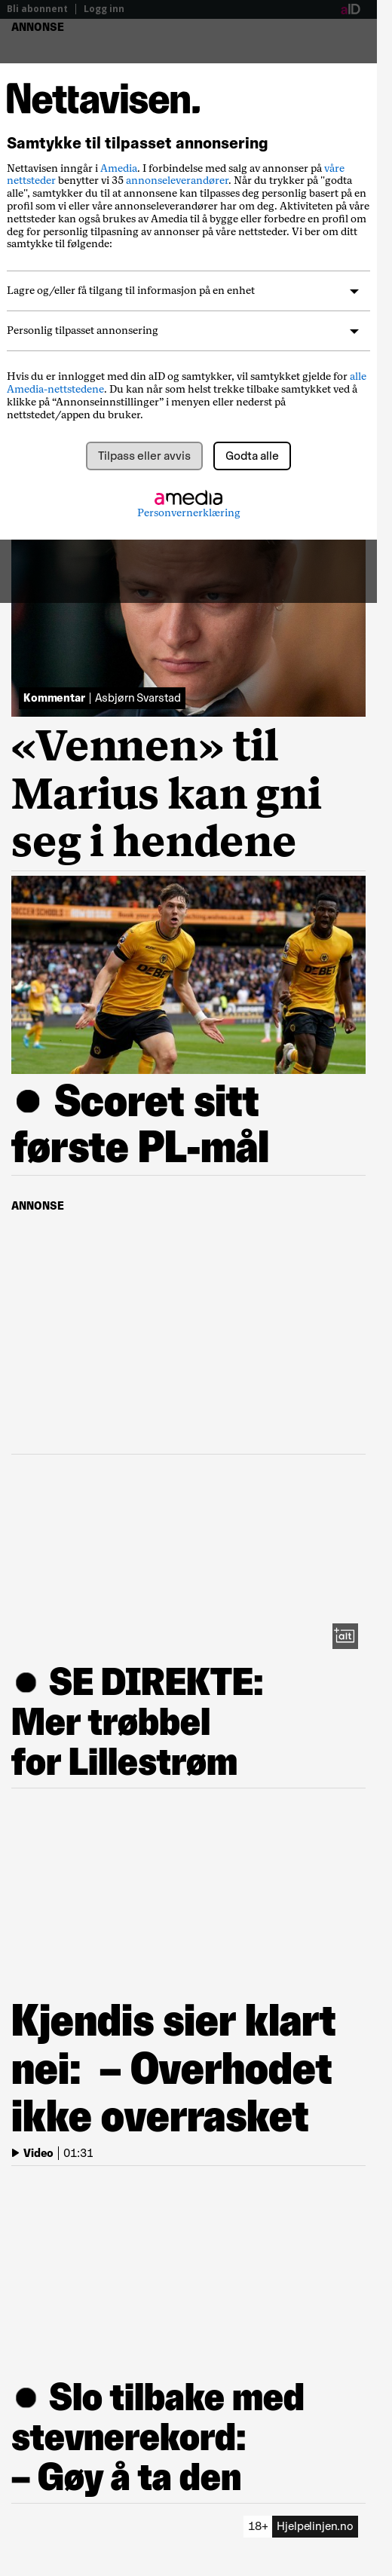 Bli abonnent | Logg inn
aID
ANNONSE
Nettavisen.
Samtykke til tilpasset annonsering
Nettavisen inngår i Amedia. I forbindelse med salg av annonser på våre
nettsteder benytter vi 35 annonseleverandører. Når du trykker på "godta
alle", samtykker du til at annonsene kan tilpasses deg personlig basert på en
profil som vi eller våre annonseleverandører har om deg. Aktiviteten på våre
nettsteder kan også brukes av Amedia til å bygge eller forbedre en profil om
deg for personlig tilpasning av annonser på våre nettsteder. Vi ber om ditt
samtykke til følgende:
Lagre og/eller få tilgang til informasjon på en enhet
Personlig tilpasset annonsering
Hvis du er innlogget med din aID og samtykker, vil samtykket gjelde for alle
Amedia-nettstedene. Du kan når som helst trekke tilbake samtykket ved å
klikke på “Annonseinnstillinger” i menyen eller nederst på
nettstedet/appen du bruker.
Tilpass eller avvis
Godta alle
amedia
Personvernerklæring
Kommentar | Asbjørn Svarstad
«Vennen» til
Marius kan gni
seg i hendene
DEBET
DEBET
● Scoret sitt
første PL-mål
ANNONSE
+alt
● SE DIREKTE:
Mer trøbbel
for Lillestrøm
Kjendis sier klart
nei: – Overhodet
ikke overrasket
Video | 01:31
● Slo tilbake med
stevnerekord:
– Gøy å ta den
18+ Hjelpelinjen.no